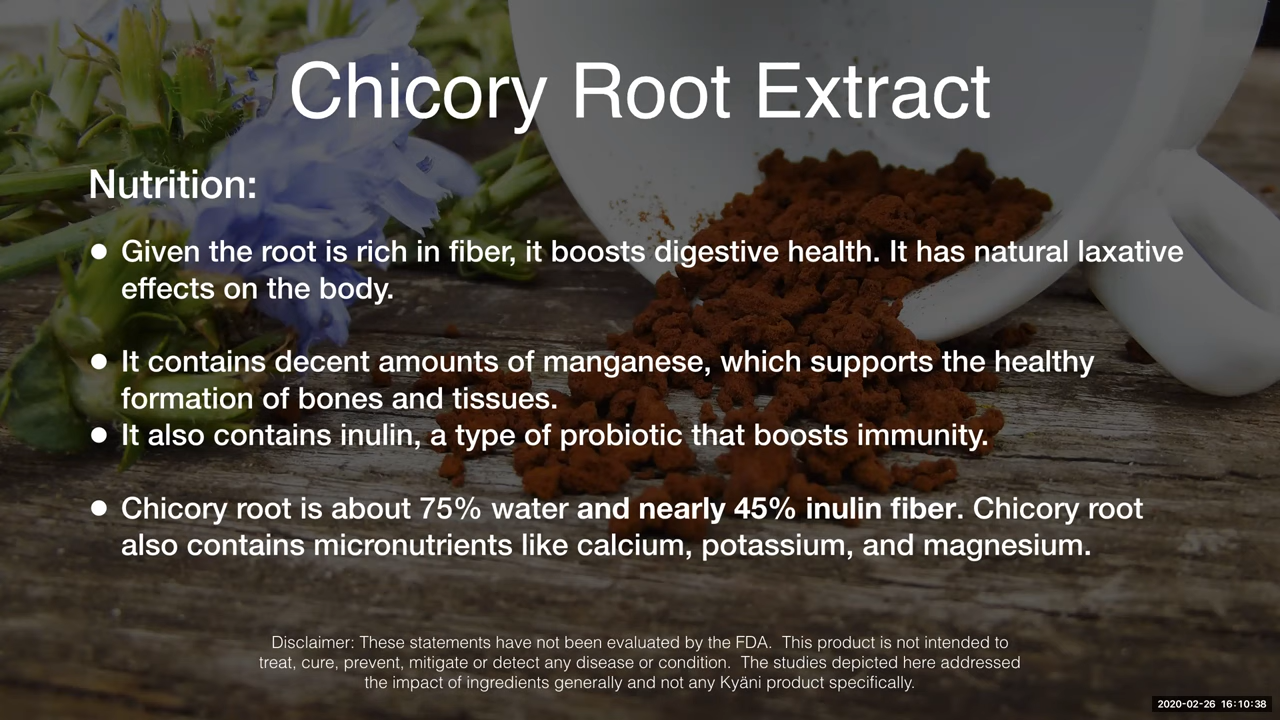 Chicory Root Extract
Nutrition:
● Given the root is rich in fiber, it boosts digestive health. It has natural laxative
effects on the body.
● It contains decent amounts of manganese, which supports the healthy
formation of bones and tissues.
● It also contains inulin, a type of probiotic that boosts immunity.
● Chicory root is about 75% water and nearly 45% inulin fiber. Chicory root
also contains micronutrients like calcium, potassium, and magnesium.
Disclaimer: These statements have not been evaluated by the FDA.  This product is not intended to
treat, cure, prevent, mitigate or detect any disease or condition.  The studies depicted here addressed
the impact of ingredients generally and not any Kyäni product specifically.
2020-02-26 16:10:38